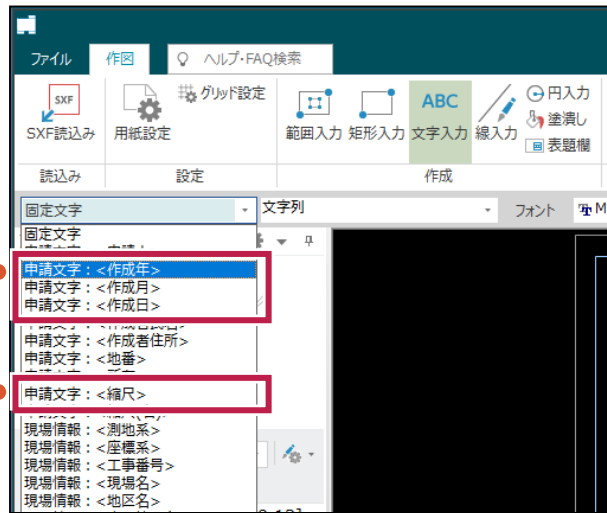 ファイル 作図 ヘルプ・FAQ検索
SXF ABC
グリッド設定 円入力
塗潰し
SXF読込み 用紙設定 範囲入力 矩形入力 文字入力 線入力
表題欄
読込み 設定 作成
固定文字 文字列 フォント M
固定文字
申請文字：<作成年>
申請文字：<作成月>
申請文字：<作成日>
申請文字：<作成者住所>
申請文字：<地番>
申請文字：<縮尺>
現場情報：<測地系>
現場情報：<座標系>
現場情報：<工事番号>
現場情報：<現場名>
現場情報：<地区名>